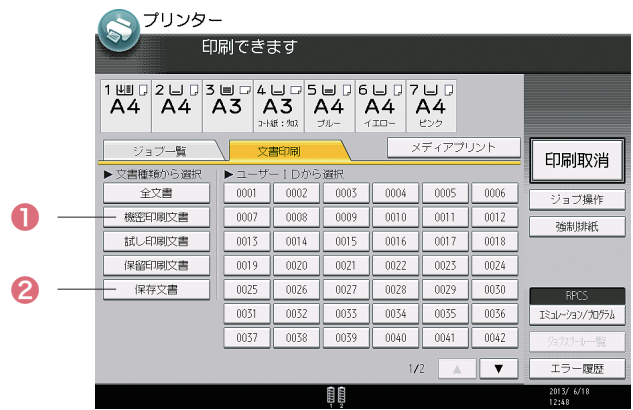 プリンター
印刷できます
1 2 3 4 5 6 7
A4 A4 A3 A3 A4 A4 A4
コート紙:グロス ブルー イエロー ピンク
ジョブ一覧 文書印刷 メディアプリント
印刷取消
▶文書種類から選択 ▶ユーザーIDから選択
全文書 0001 0002 0003 0004 0005 0006
ジョブ操作
1 機密印刷文書 0007 0008 0009 0010 0011 0012
強制排紙
試し印刷文書 0013 0014 0015 0016 0017 0018
保留印刷文書 0019 0020 0021 0022 0023 0024
2 保存文書 0025 0026 0027 0028 0029 0030
RPCS
0031 0032 0033 0034 0035 0036
エミュレーション/プログラム
0037 0038 0039 0040 0041 0042
ジョブスプール一覧
1/2 ▲ ▼
エラー履歴
1 2
2013/ 6/18
12:48